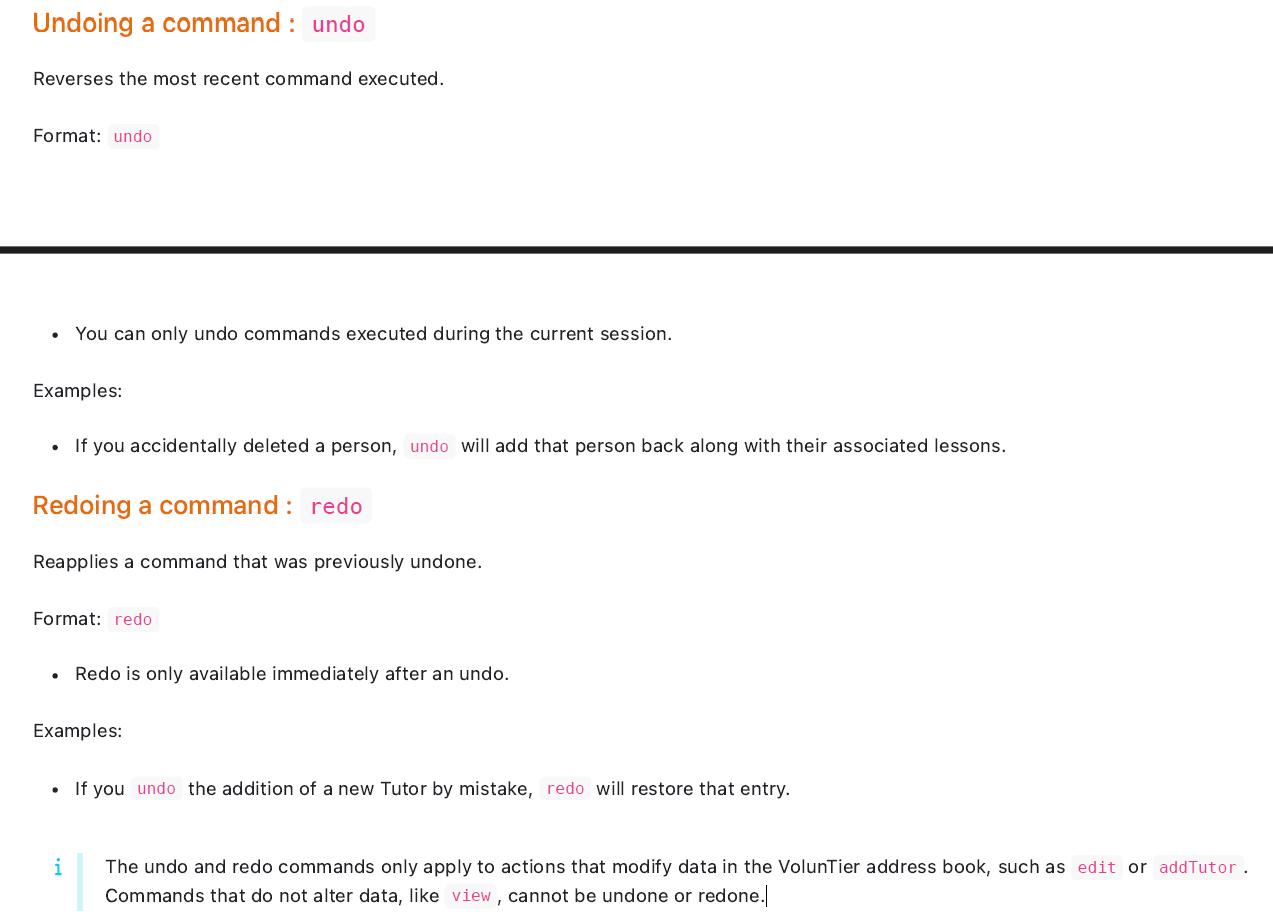 Undoing a command : undo
Reverses the most recent command executed.
Format: undo
• You can only undo commands executed during the current session.
Examples:
• If you accidentally deleted a person, undo will add that person back along with their associated lessons.
Redoing a command : redo
Reapplies a command that was previously undone.
Format: redo
• Redo is only available immediately after an undo.
Examples:
• If you undo the addition of a new Tutor by mistake, redo will restore that entry.
i The undo and redo commands only apply to actions that modify data in the VolunTier address book, such as edit or addTutor.
Commands that do not alter data, like view, cannot be undone or redone.